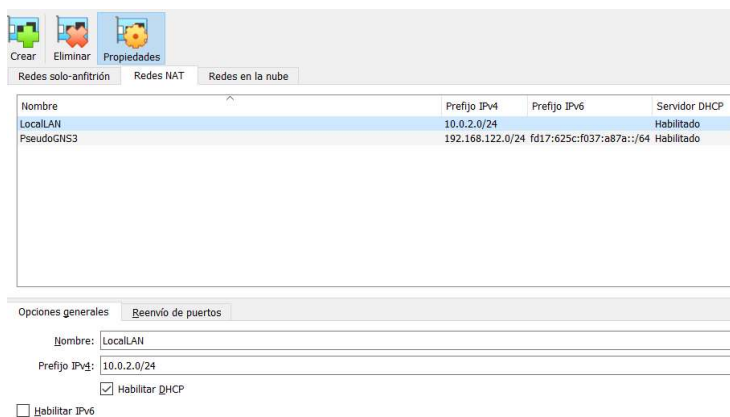 Crear Eliminar Propiedades
Redes solo-anfitrión Redes NAT Redes en la nube
Nombre Prefijo IPv4 Prefijo IPv6 Servidor DHCP
LocalLAN 10.0.2.0/24 Habilitado
PseudoGNS3 192.168.122.0/24 fd17:625c:f037:a87a::/64 Habilitado
Opciones generales Reenvío de puertos
Nombre: LocalLAN
Prefijo IPv4: 10.0.2.0/24
Habilitar DHCP
Habilitar IPv6